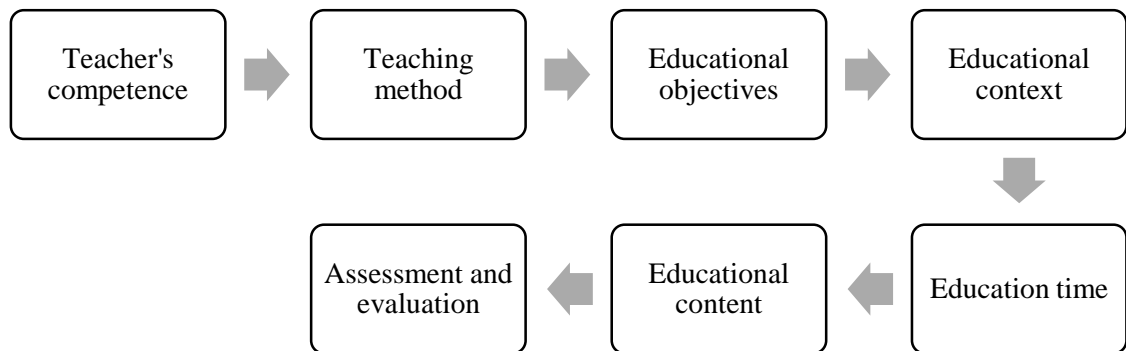 Teacher's
competence
Teaching
method
Educational
objectives
Educational
context
Education time
Educational
content
Assessment and
evaluation